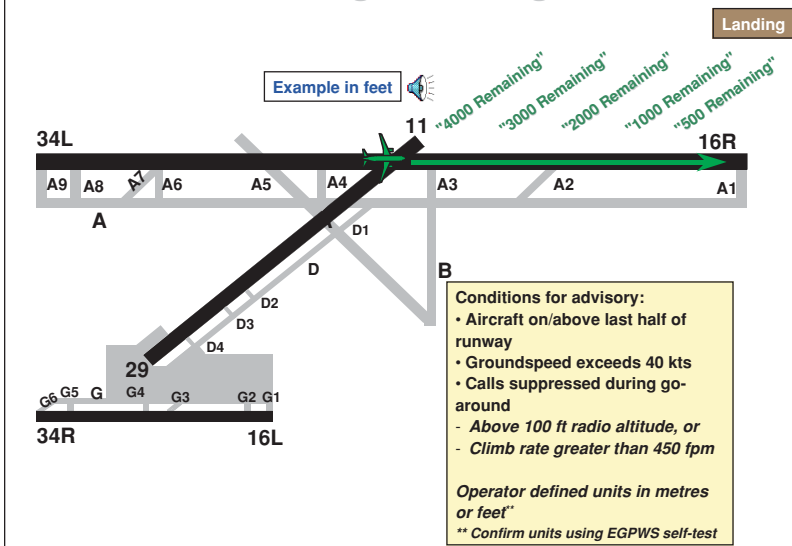 Landing
Example in feet
"4000 Remaining"
"3000 Remaining"
"2000 Remaining"
"1000 Remaining"
"500 Remaining"
34L
11
16R
A9
A8
A7
A6
A5
A4
A3
A2
A1
A
A
D1
D
B
D2
D3
D4
29
G6
G5
G
G4
G3
G2
G1
34R
16L
Conditions for advisory:
• Aircraft on/above last half of
runway
• Groundspeed exceeds 40 kts
• Calls suppressed during go-
around
- Above 100 ft radio altitude, or
- Climb rate greater than 450 fpm
Operator defined units in metres
or feet**
** Confirm units using EGPWS self-test